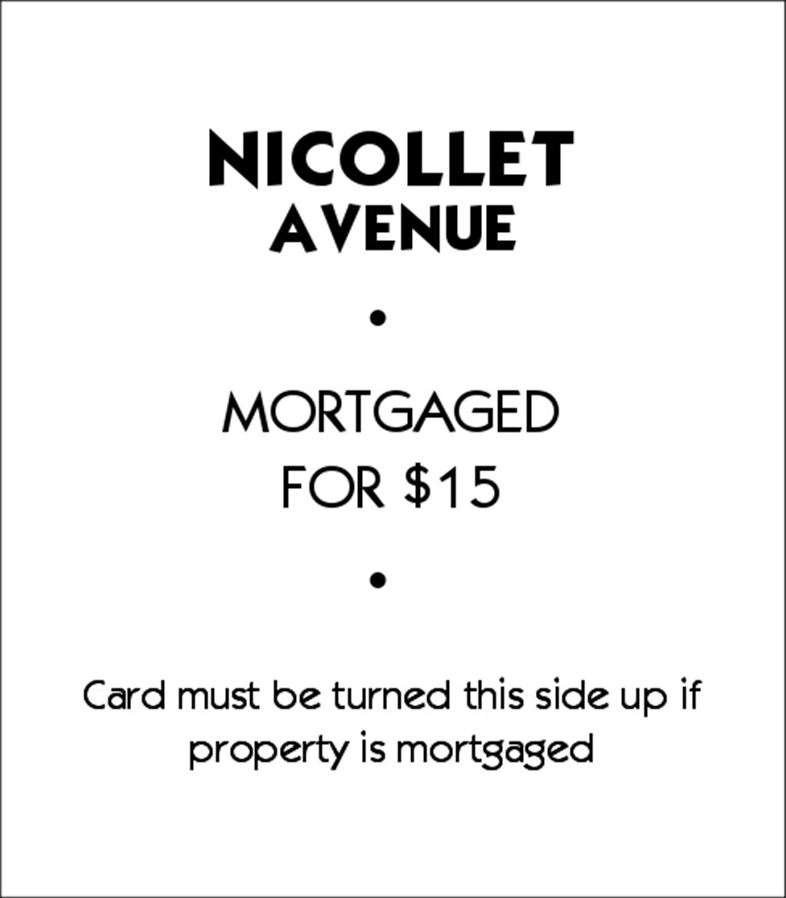 NICOLLET
AVENUE
•
MORTGAGED
FOR $15
•
Card must be turned this side up if
property is mortgaged